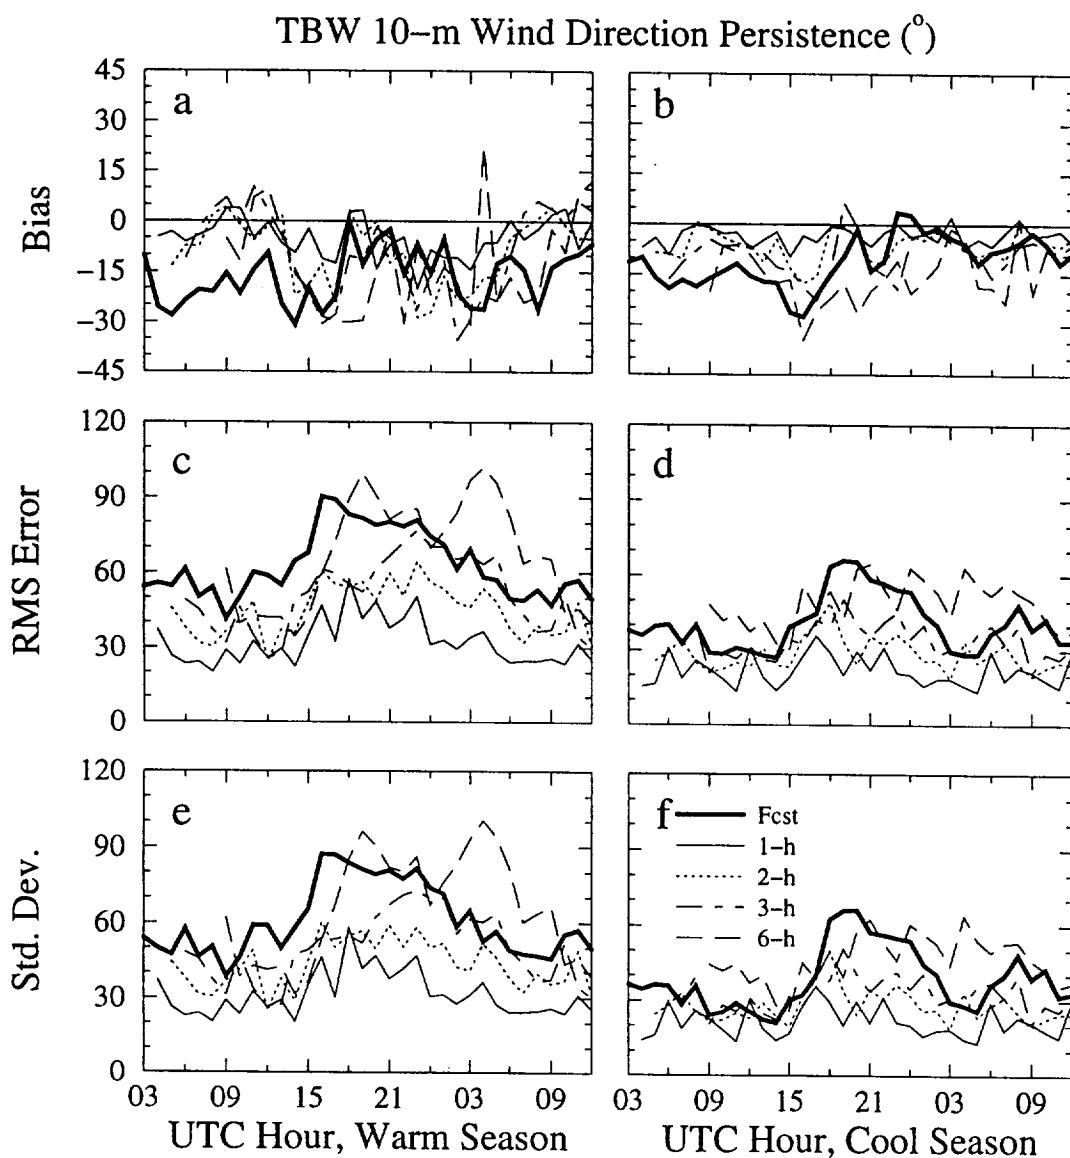 TBW 10–m Wind Direction Persistence (°)
Bias
45
30
15
0
−15
−30
−45
a
b
RMS Error
120
90
60
30
0
c
d
Std. Dev.
120
90
60
30
0
e
f
Fcst
1–h
2–h
3–h
6–h
03 09 15 21 03 09
03 09 15 21 03 09
UTC Hour, Warm Season
UTC Hour, Cool Season